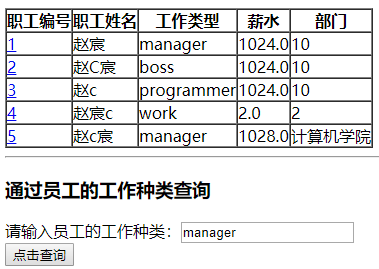 职工编号 职工姓名 工作类型 薪水 部门
1 赵宸 manager 1024.0 10
2 赵C宸 boss 1024.0 10
3 赵c programmer 1024.0 10
4 赵宸c work 2.0 2
5 赵c宸 manager 1028.0 计算机学院
通过员工的工作种类查询
请输入员工的工作种类： manager
点击查询